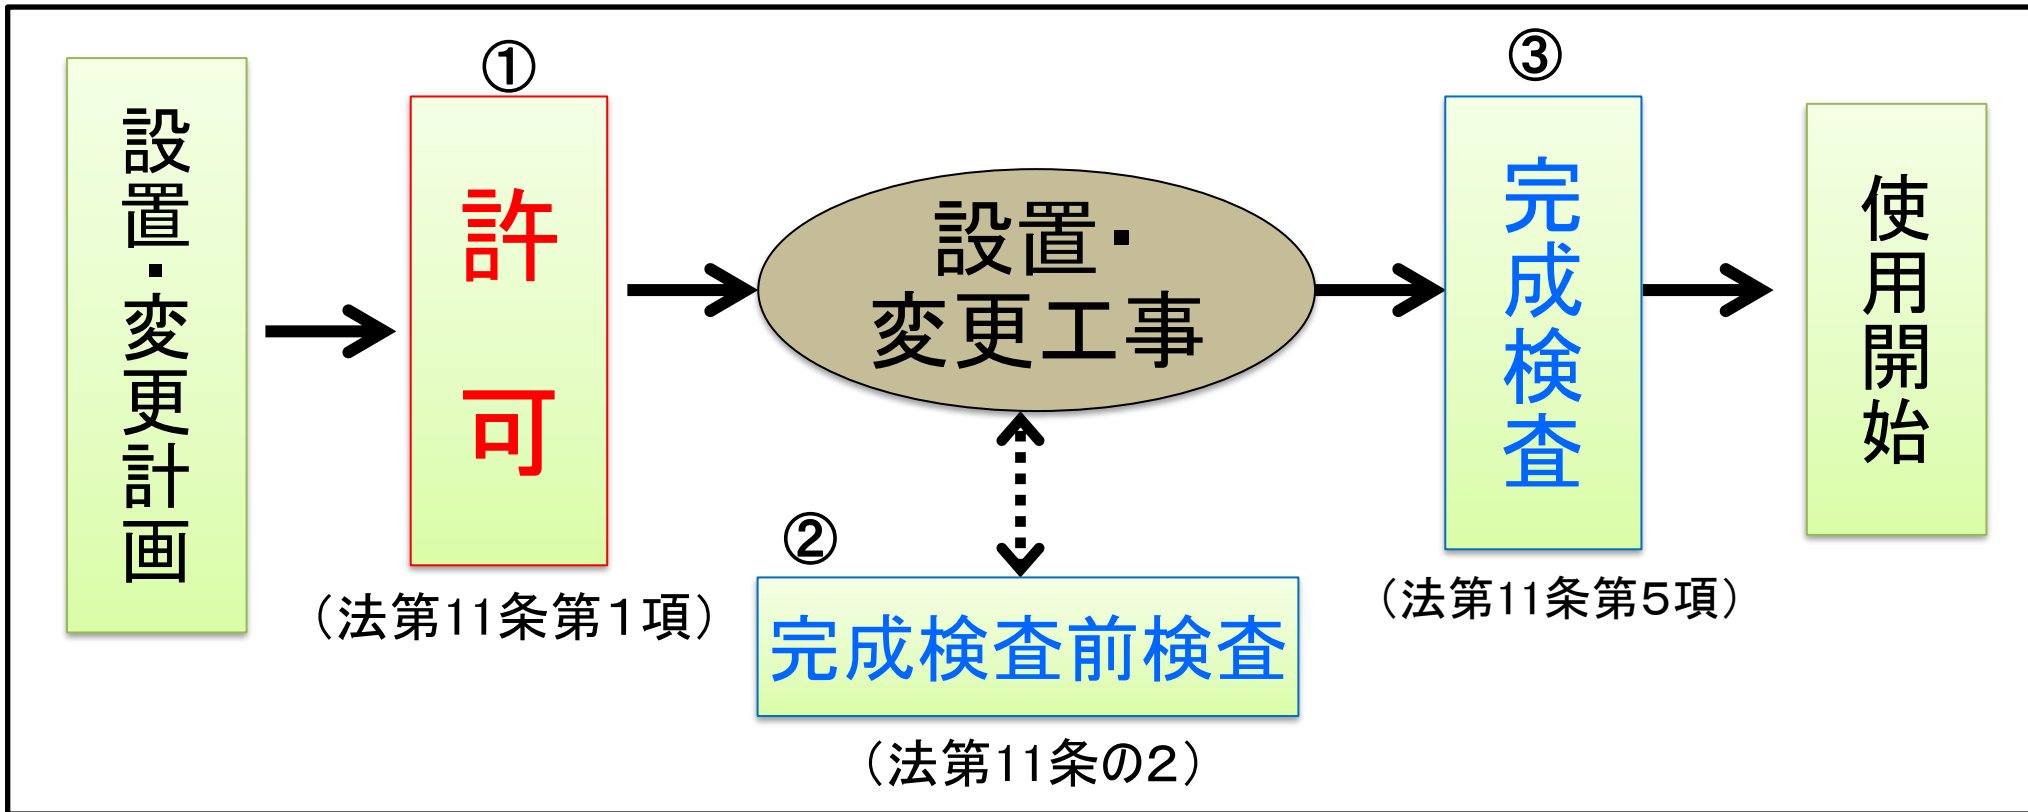 設置・変更計画
①
許可
(法第11条第1項)
設置・
変更工事
②
完成検査前検査
(法第11条の2)
③
完成検査
(法第11条第5項)
使用開始